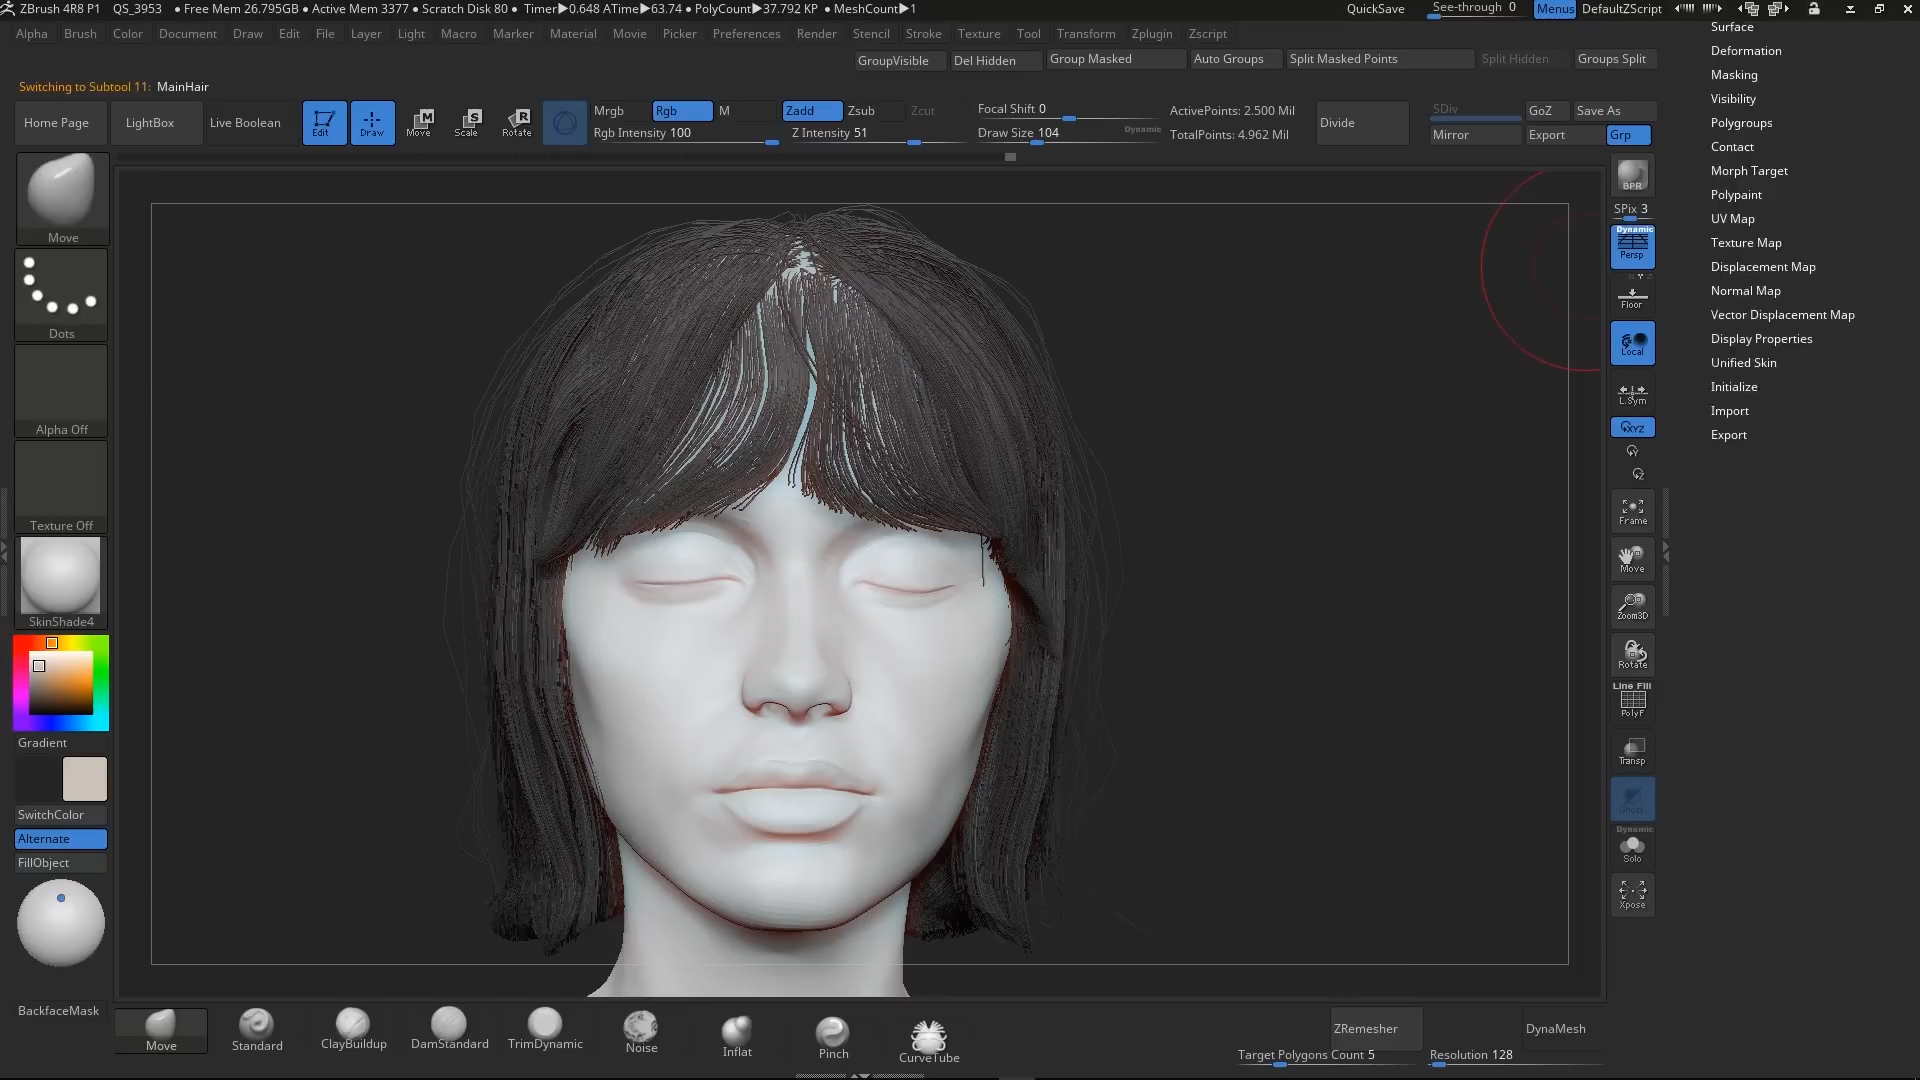 ZBrush 4R8 P1 QS_3953 • Free Mem 26.795GB • Active Mem 3377 • Scratch Disk 80 • Timer▶0.648 ATime▶63.74 • PolyCount▶37.792 KP • MeshCount▶1 QuickSave See-through 0 Menus DefaultZScript
Alpha Brush Color Document Draw Edit File Layer Light Macro Marker Material Movie Picker Preferences Render Stencil Stroke Texture Tool Transform Zplugin Zscript
GroupVisible Del Hidden Group Masked Auto Groups Split Masked Points Split Hidden Groups Split
Switching to Subtool 11: MainHair
Home Page LightBox Live Boolean Edit Draw Move Scale Rotate
Mrgb Rgb M Zadd Zsub Zcut
Rgb Intensity 100 Z Intensity 51
Focal Shift 0
Draw Size 104 Dynamic
ActivePoints: 2.500 Mil
TotalPoints: 4.962 Mil
Divide
SDiv GoZ Save As
Mirror Export Grp
Move
Dots
Alpha Off
Texture Off
SkinShade4
Gradient
SwitchColor
Alternate
FillObject
BackfaceMask
BPR
SPix 3
Dynamic
Persp
Floor
Local
L.Sym
XYZ
Y
Z
Frame
Move
Zoom3D
Rotate
Line Fill
PolyF
Transp
Ghost
Dynamic
Solo
Xpose
Surface
Deformation
Masking
Visibility
Polygroups
Contact
Morph Target
Polypaint
UV Map
Texture Map
Displacement Map
Normal Map
Vector Displacement Map
Display Properties
Unified Skin
Initialize
Import
Export
Move Standard ClayBuildup DamStandard TrimDynamic Noise Inflat Pinch CurveTube
ZRemesher DynaMesh
Target Polygons Count 5 Resolution 128